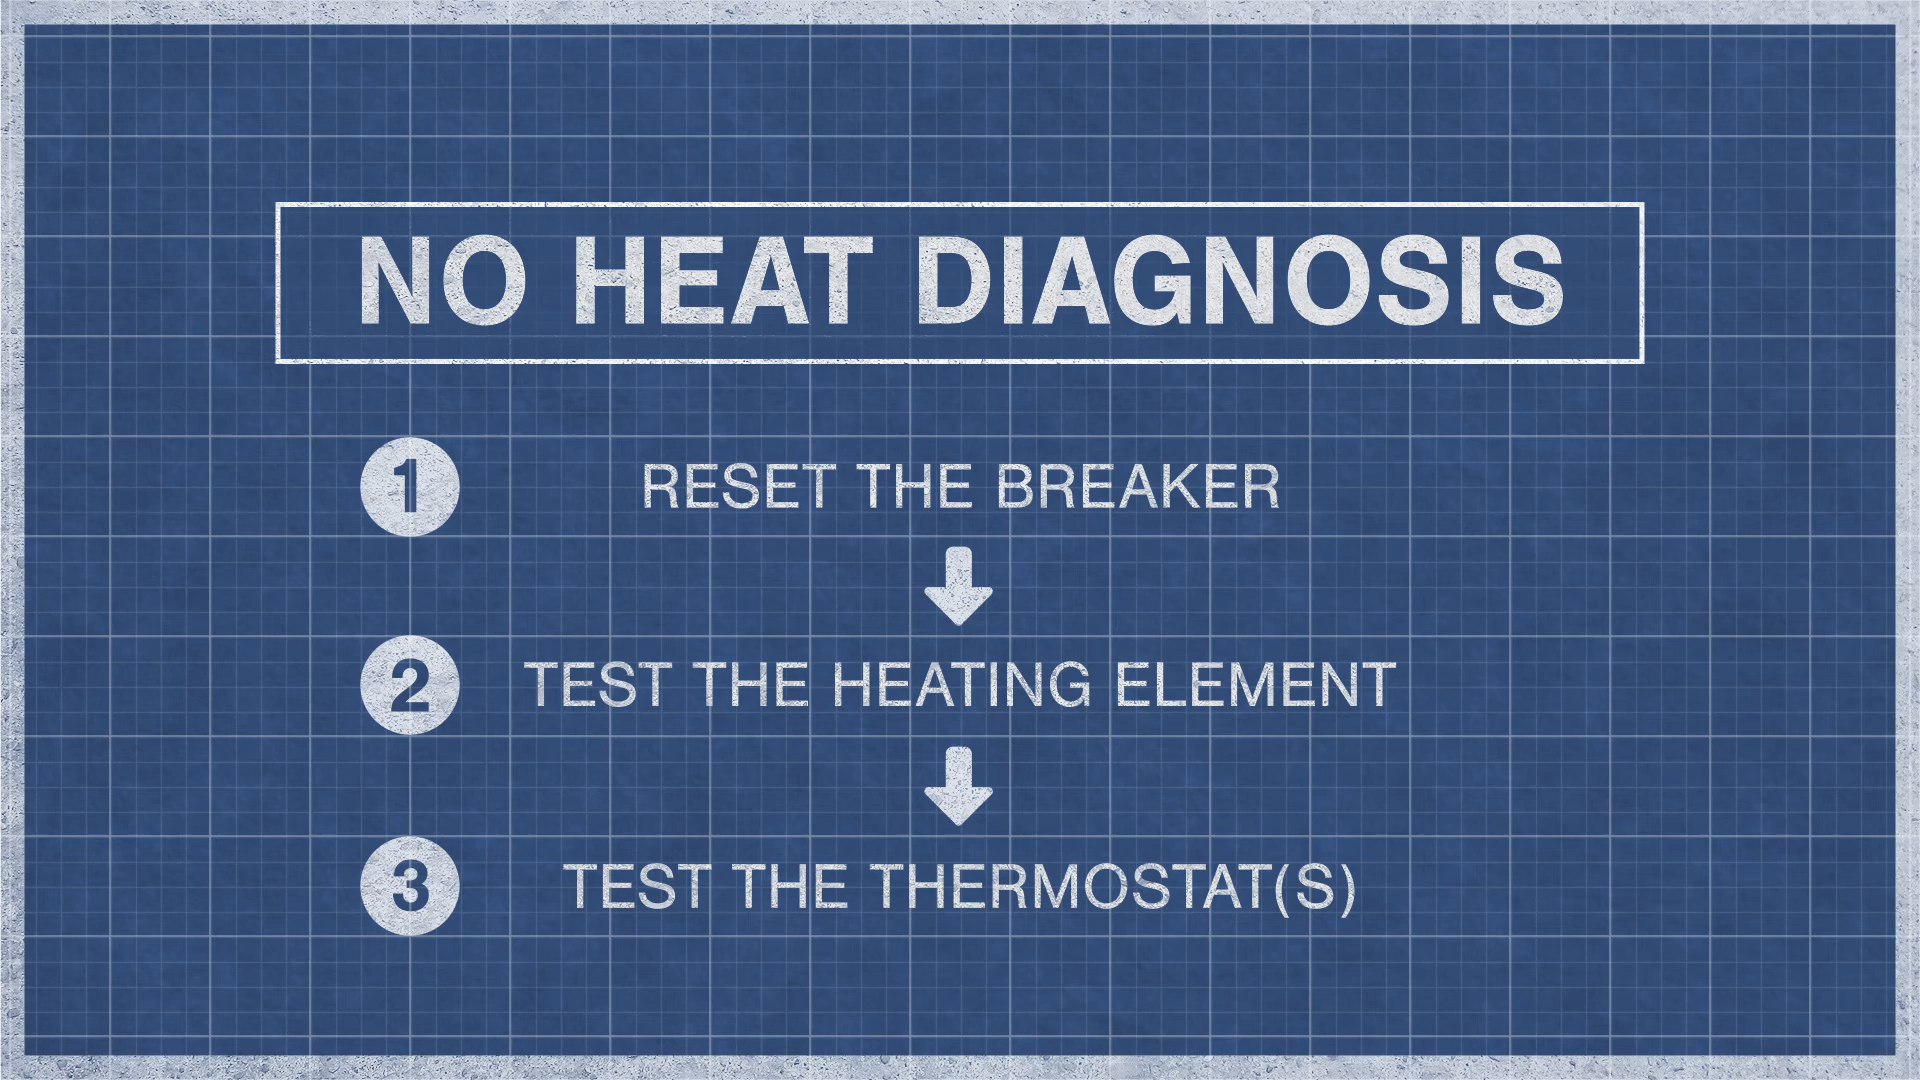 NO HEAT DIAGNOSIS
1 RESET THE BREAKER
2 TEST THE HEATING ELEMENT
3 TEST THE THERMOSTAT(S)